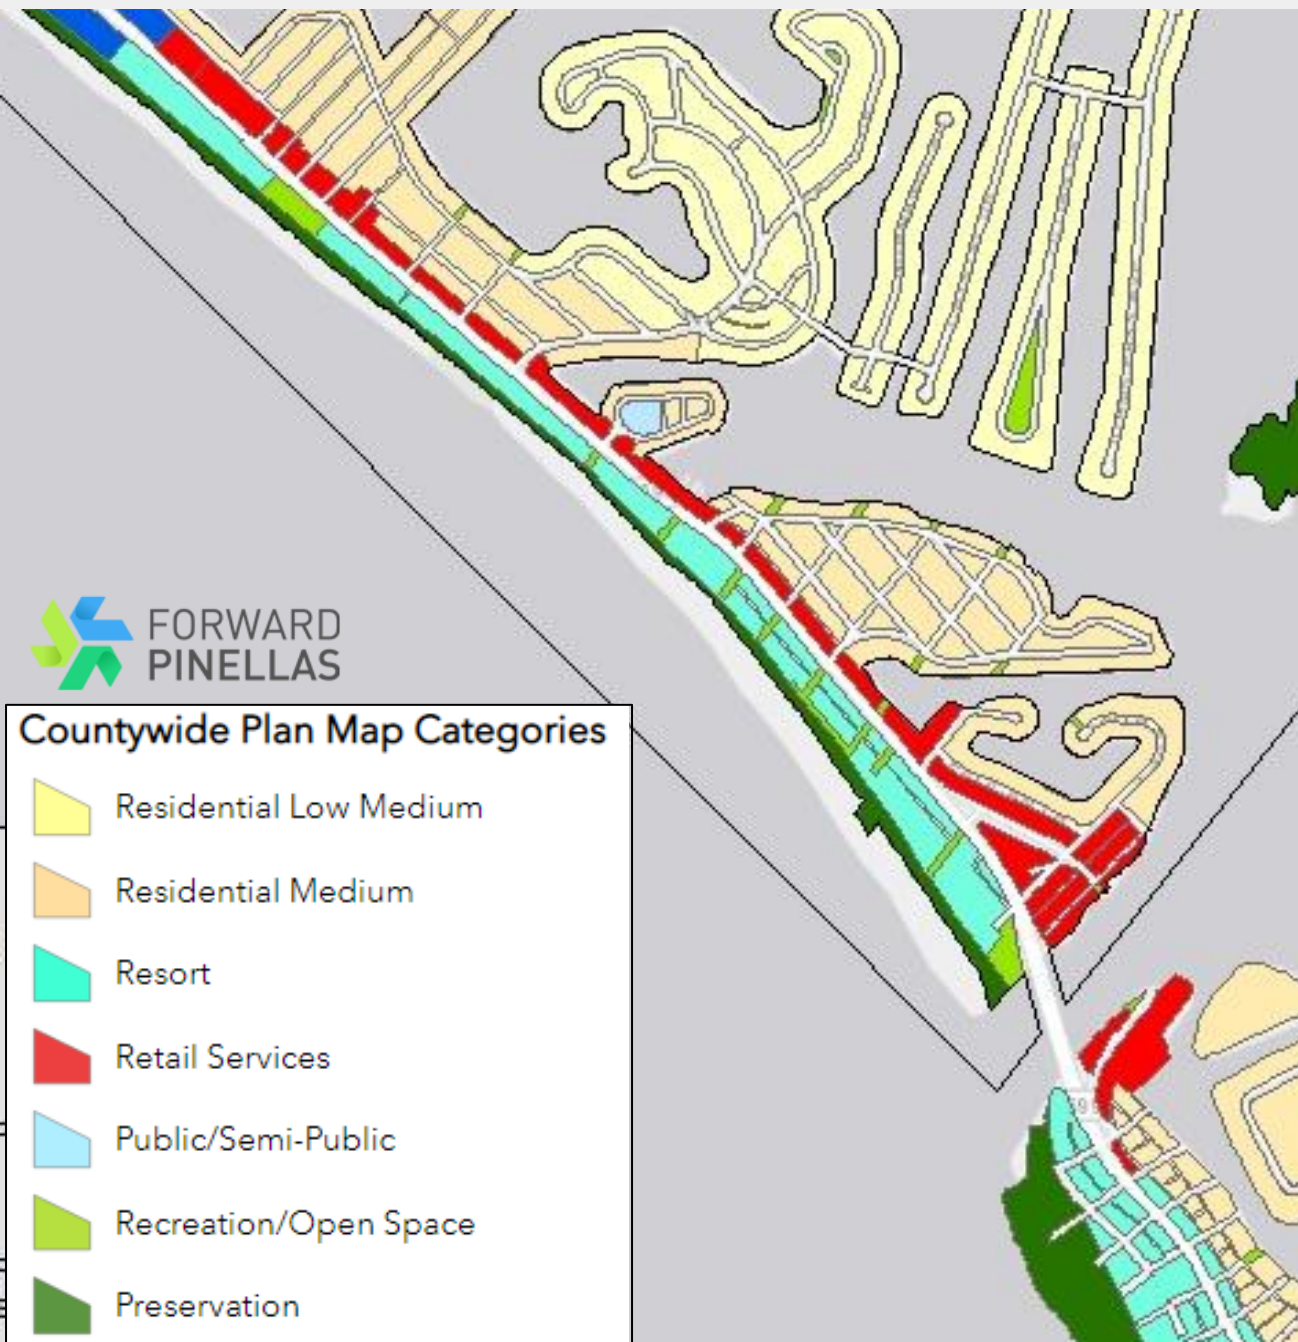 FORWARD
PINELLAS
Countywide Plan Map Categories
Residential Low Medium
Residential Medium
Resort
Retail Services
Public/Semi-Public
Recreation/Open Space
Preservation